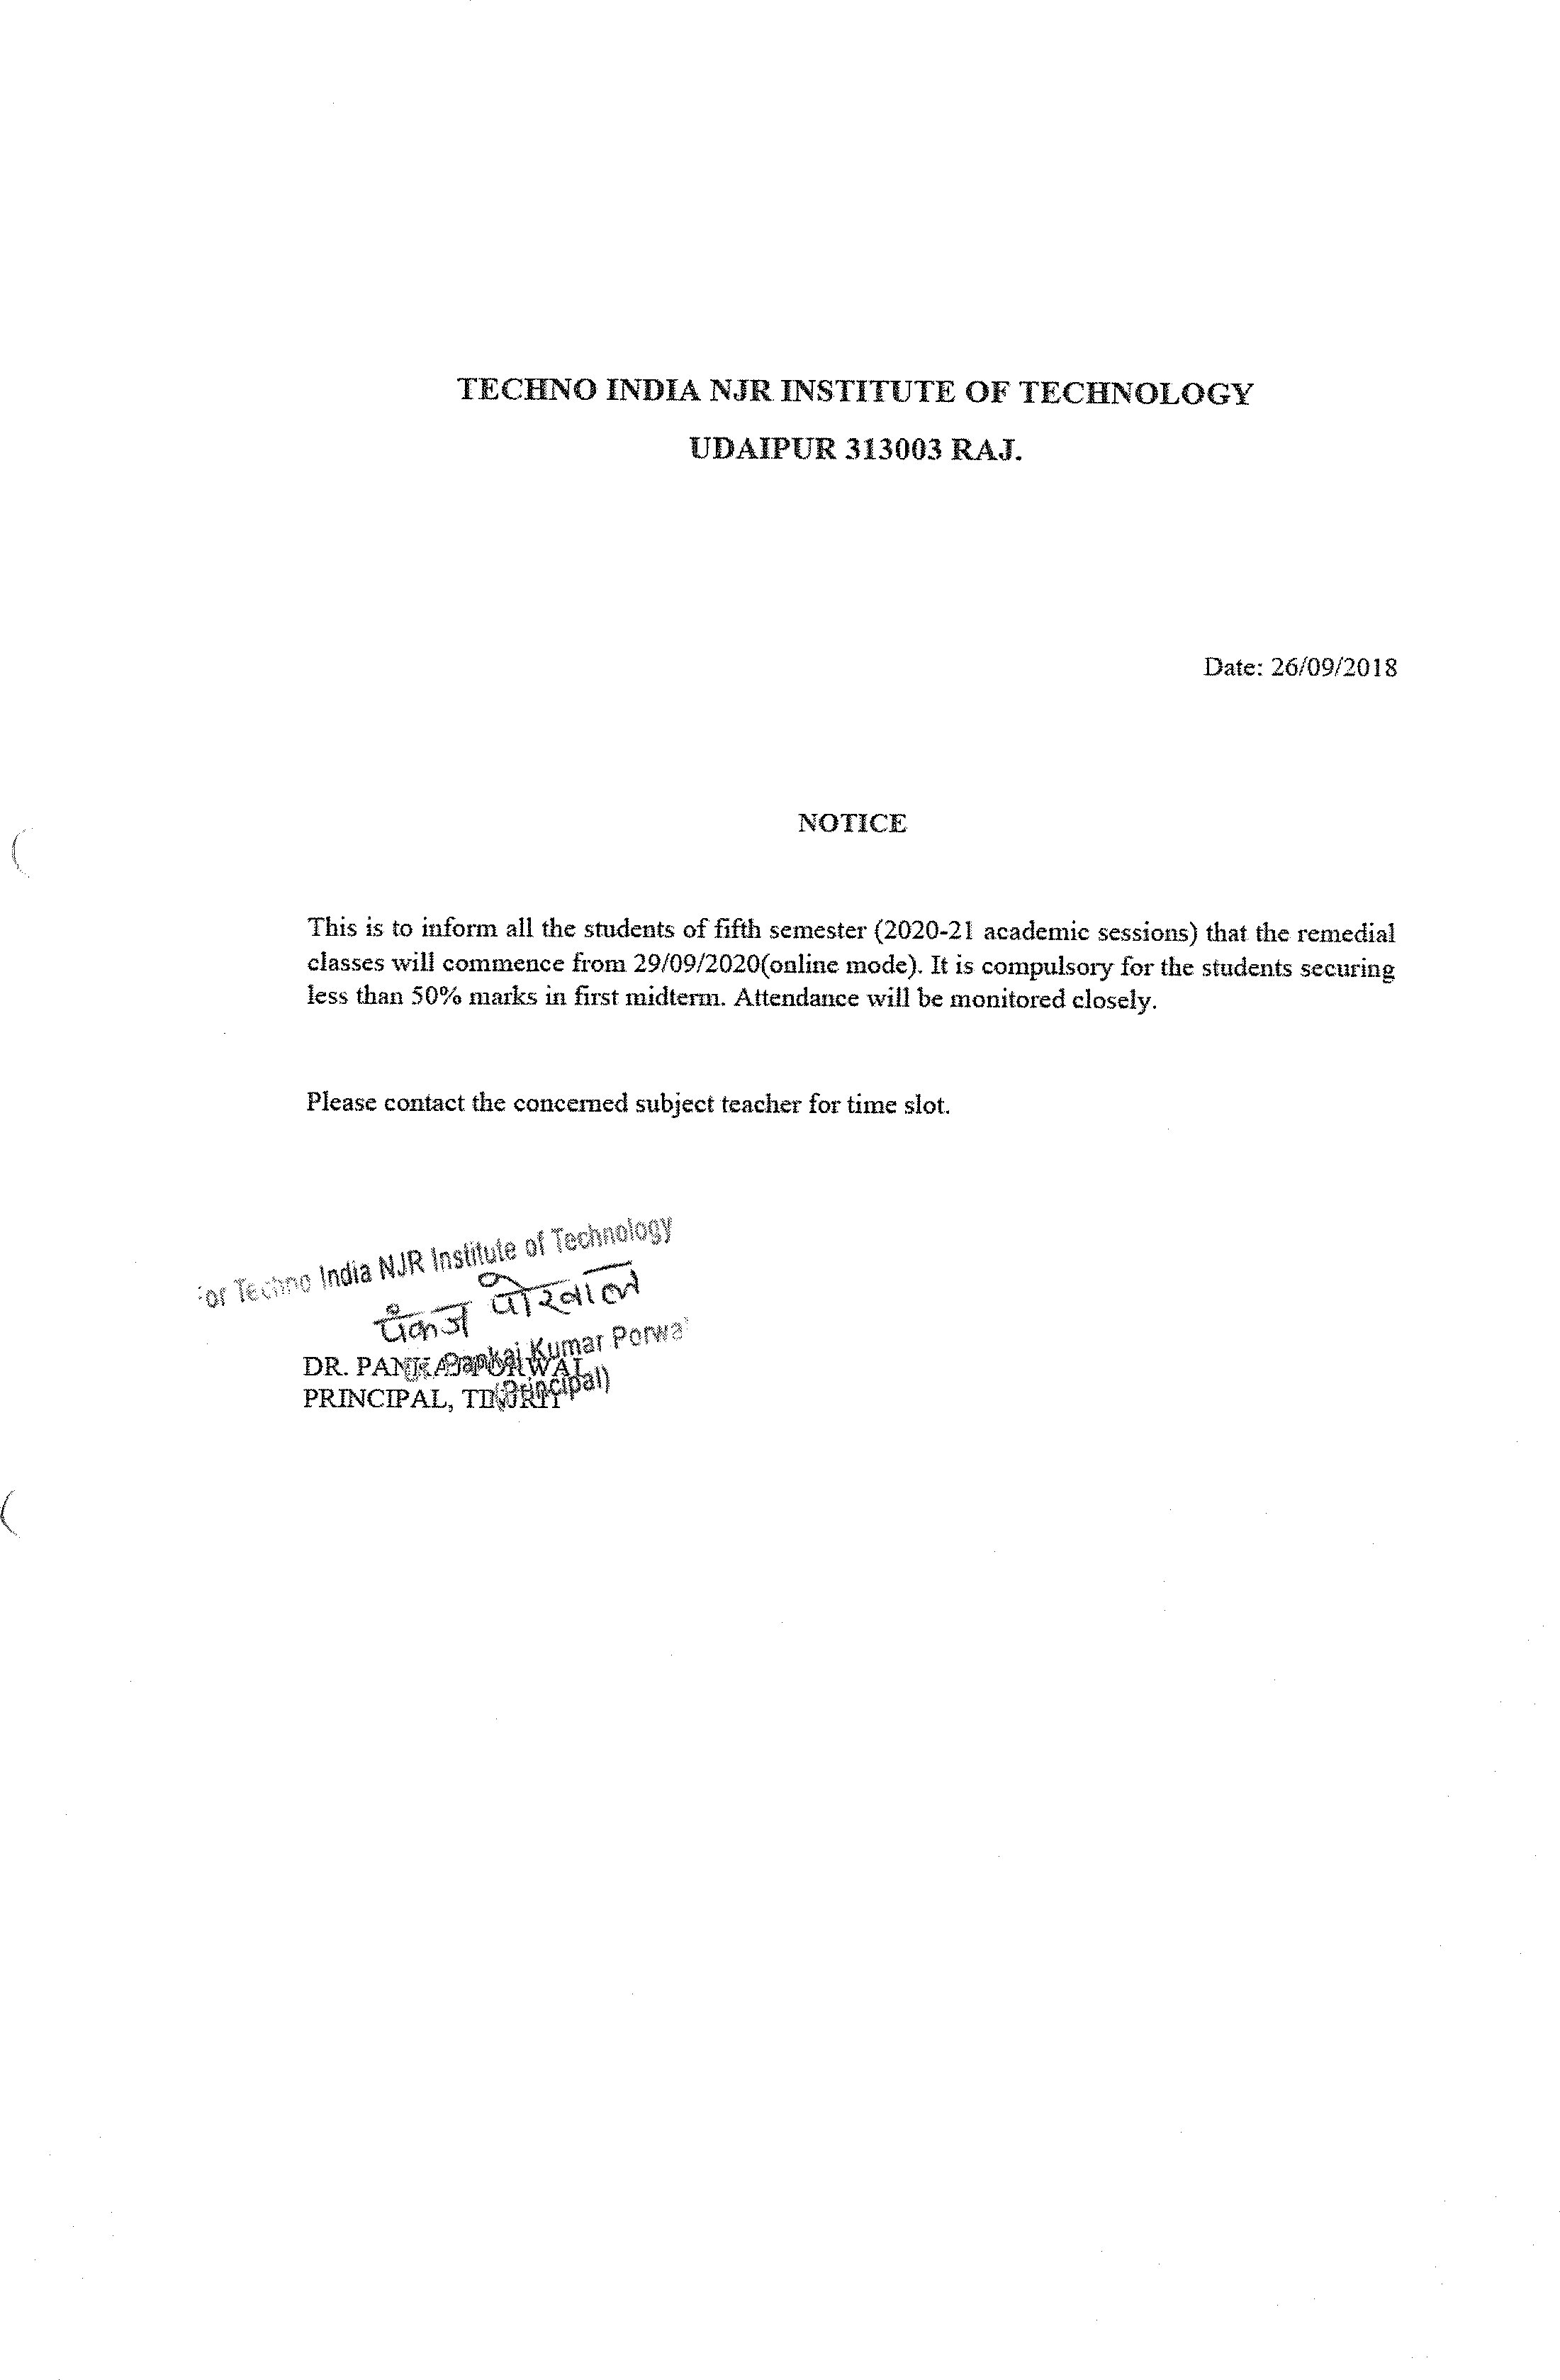 TECHNO INDIA NJR INSTITUTE OF TECHNOLOGY
UDAIPUR 313003 RAJ.
Date: 26/09/2018
NOTICE
This is to inform all the students of fifth semester (2020-21 academic sessions) that the remedial
classes will commence from 29/09/2020(online mode). It is compulsory for the students securing
less than 50% marks in first midterm. Attendance will be monitored closely.
Please contact the concerned subject teacher for time slot.
For Techno India NJR Institute of Technology
पंकज पोरवाल
Pankaj Kumar Porwal
(Principal)
DR. PANKAJ PORWAL
PRINCIPAL, TINJRIT